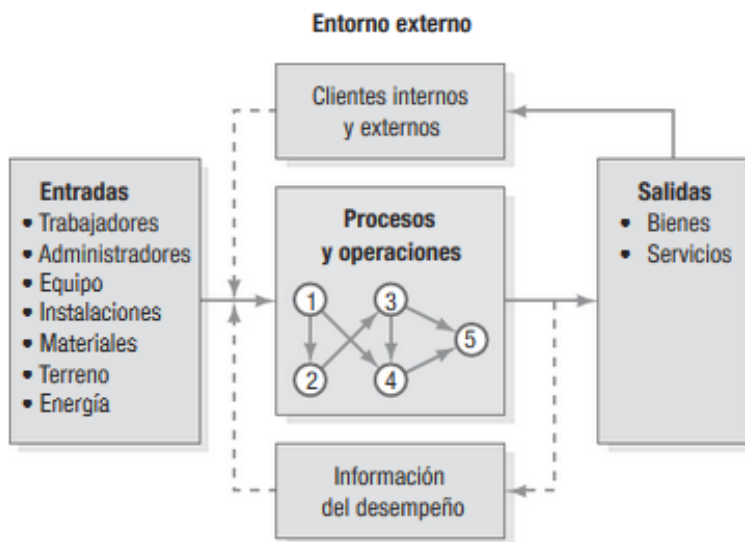 Entorno externo
Clientes internos
y externos
Entradas
• Trabajadores
• Administradores
• Equipo
• Instalaciones
• Materiales
• Terreno
• Energía
Procesos
y operaciones
1
3
5
2
4
Salidas
• Bienes
• Servicios
Información
del desempeño